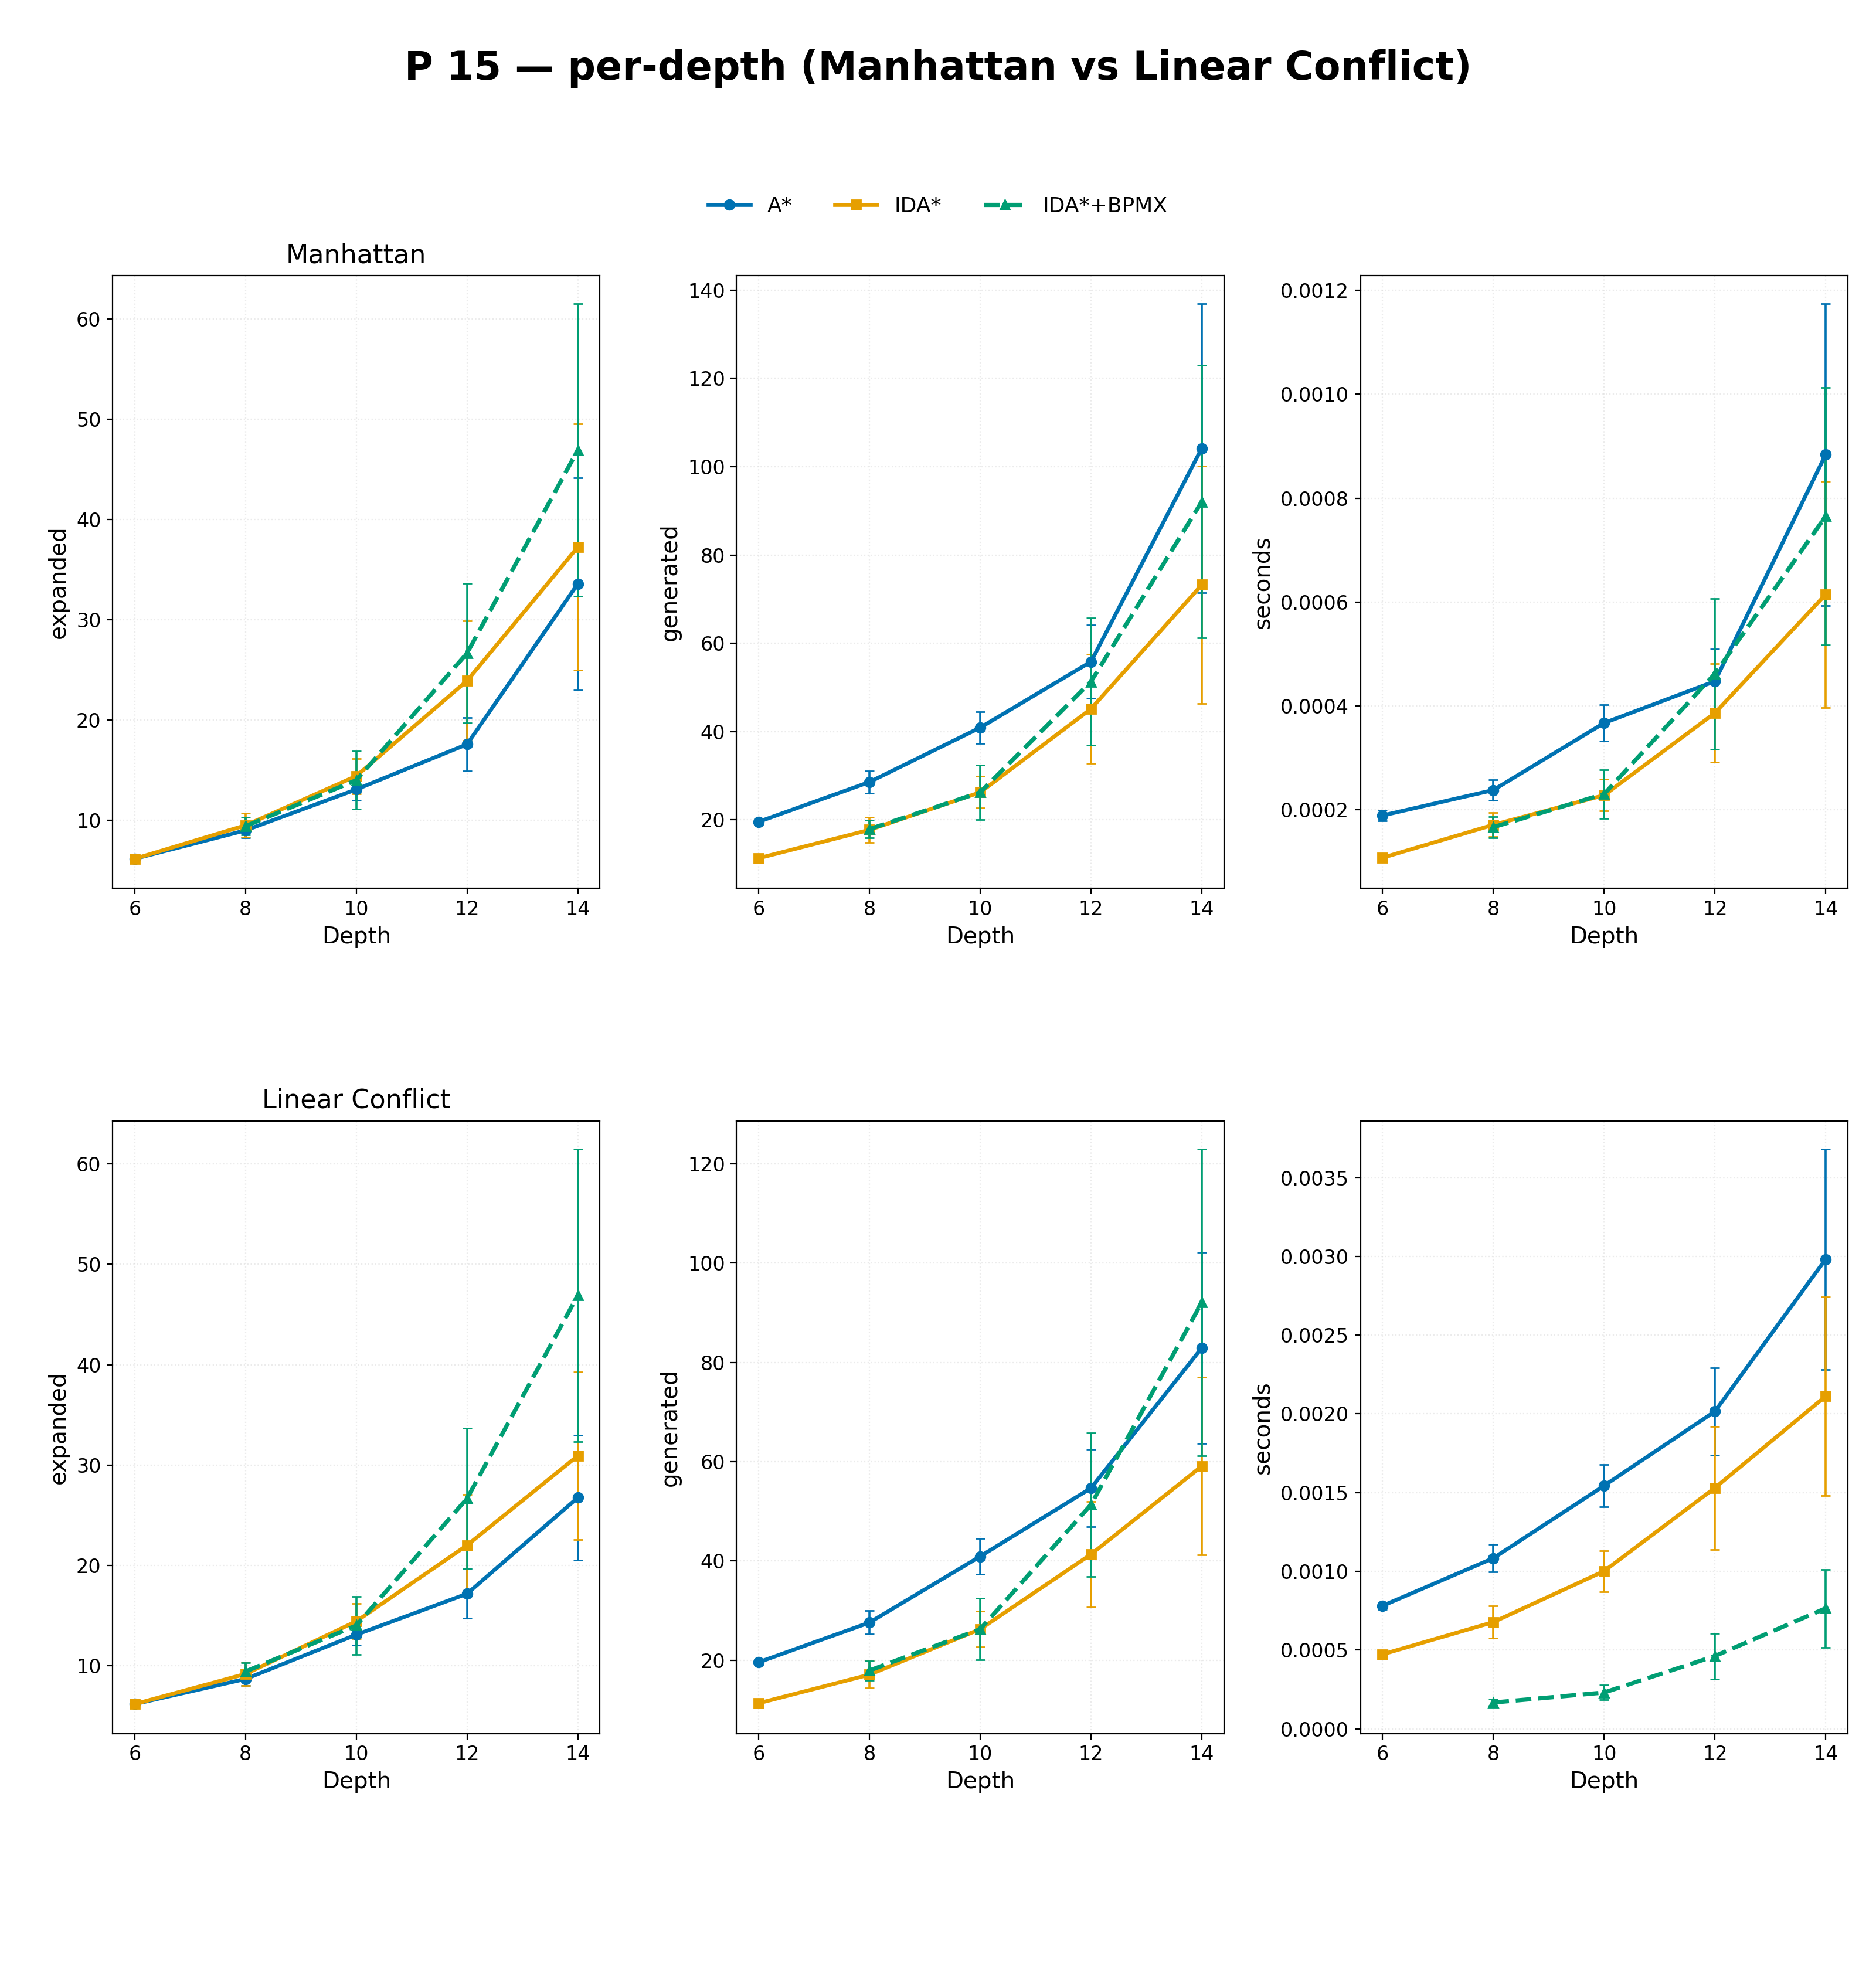 P 15 — per-depth (Manhattan vs Linear Conflict)
A* IDA* IDA*+BPMX
Manhattan
expanded
60
50
40
30
20
10
6 8 10 12 14
Depth
generated
140
120
100
80
60
40
20
6 8 10 12 14
Depth
seconds
0.0012
0.0010
0.0008
0.0006
0.0004
0.0002
6 8 10 12 14
Depth
Linear Conflict
expanded
60
50
40
30
20
10
6 8 10 12 14
Depth
generated
120
100
80
60
40
20
6 8 10 12 14
Depth
seconds
0.0035
0.0030
0.0025
0.0020
0.0015
0.0010
0.0005
0.0000
6 8 10 12 14
Depth